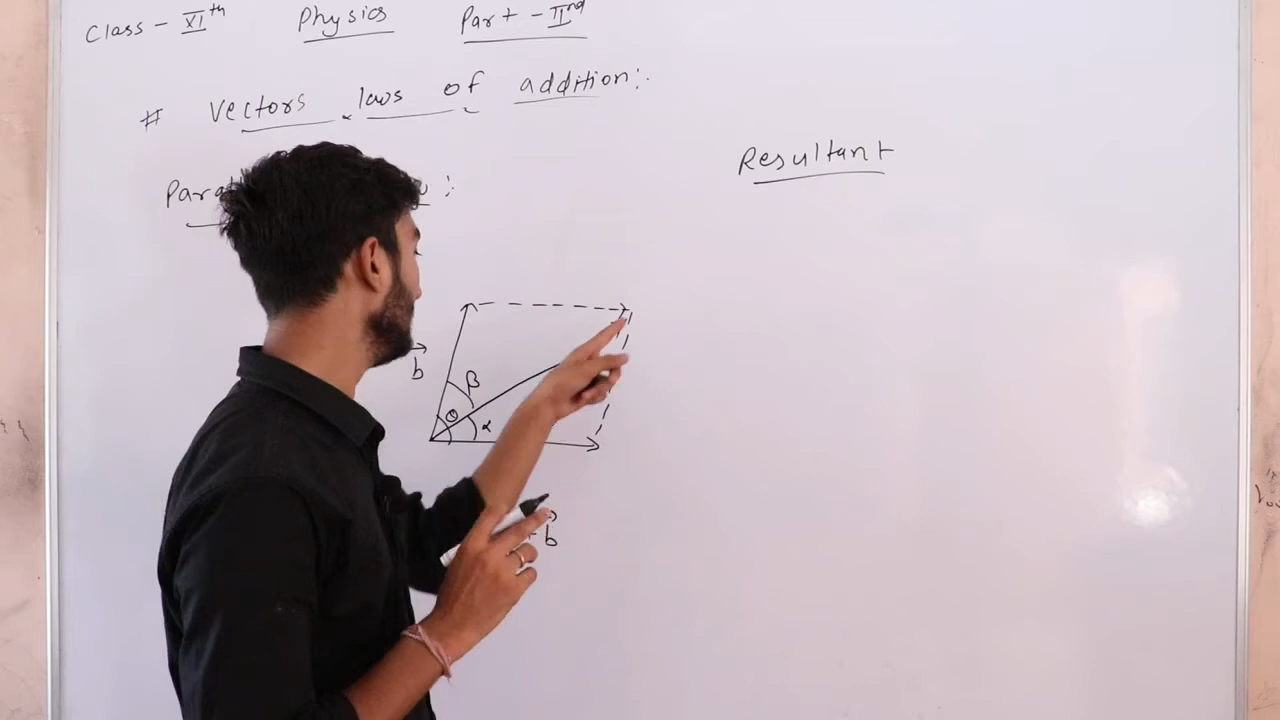 Class - XIth Physics Part - IInd
# Vectors laws of addition:
Resultant
b
β
θ
α
b